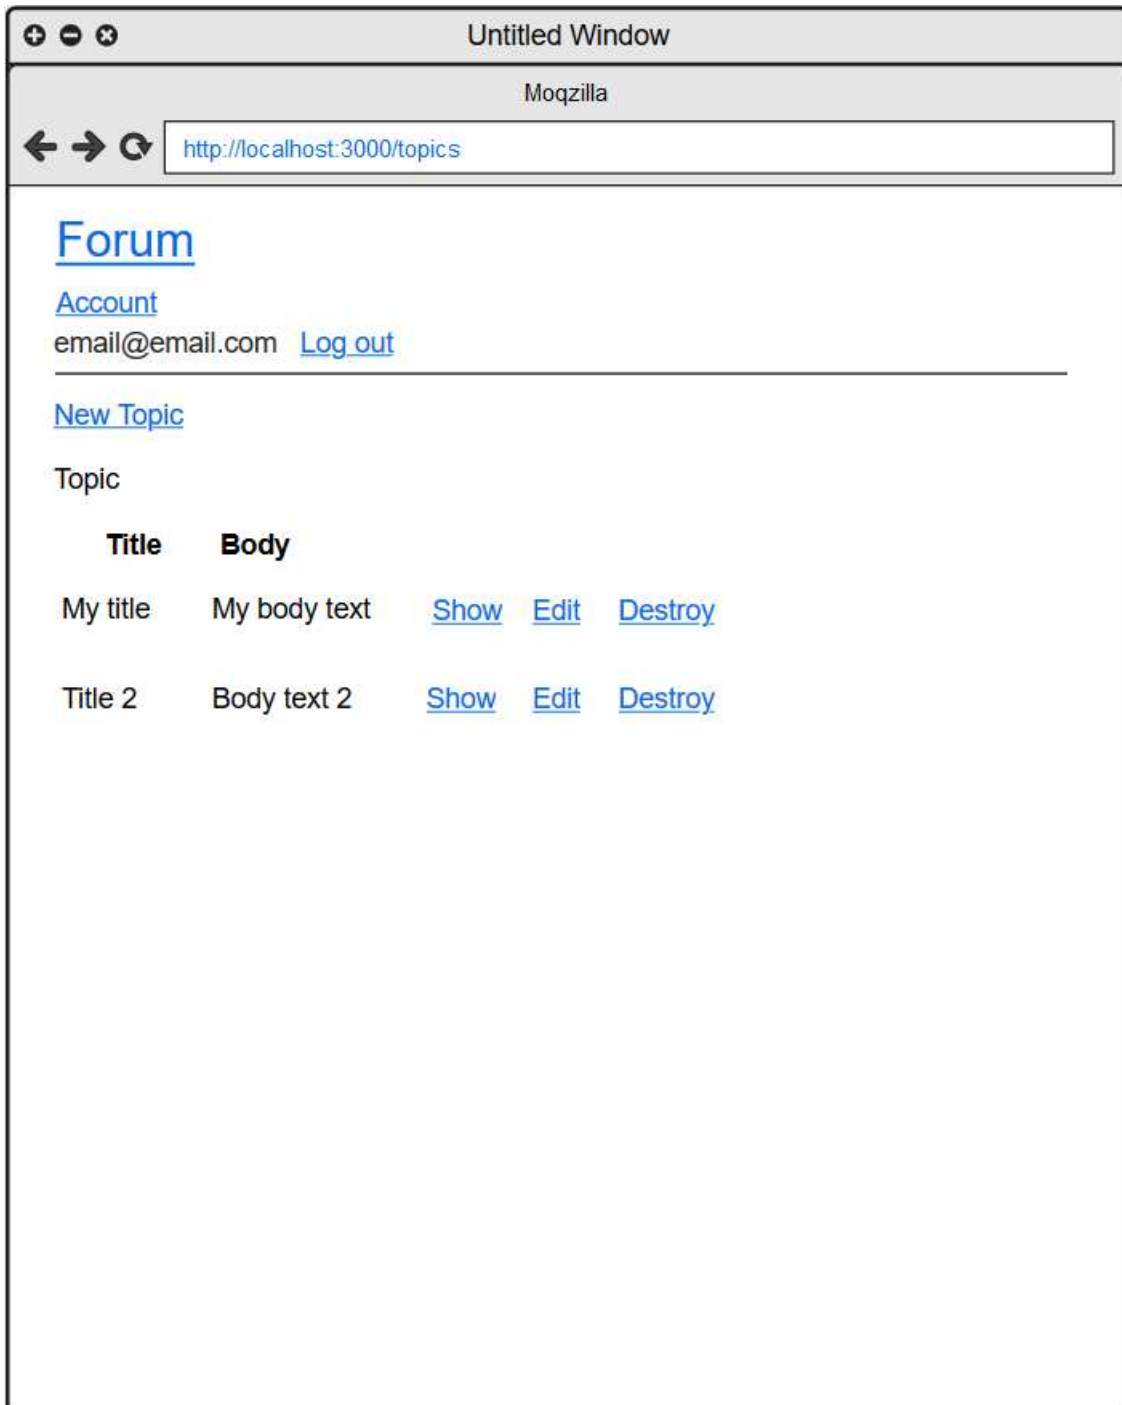 Untitled Window
Moqzilla
http://localhost:3000/topics
Forum
Account
email@email.com Log out
New Topic
Topic
Title Body
My title My body text Show Edit Destroy
Title 2 Body text 2 Show Edit Destroy